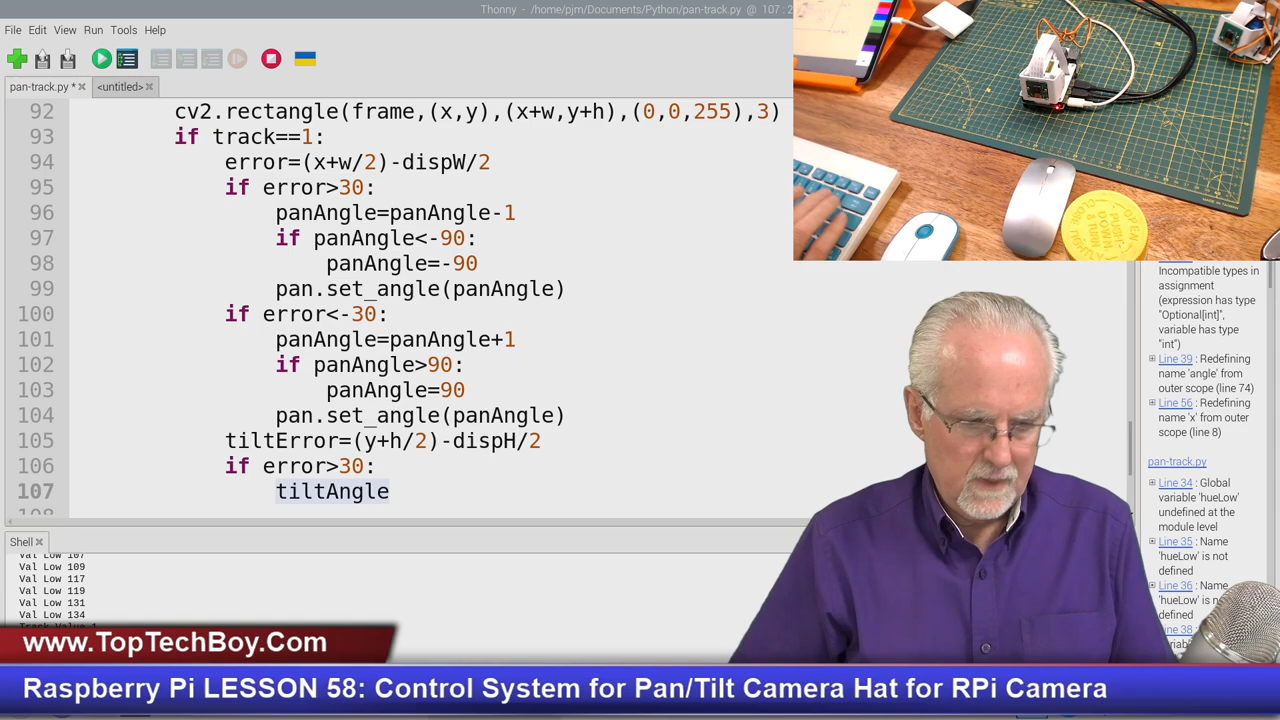 Thonny - /home/pjm/Documents/Python/pan-track.py @ 107 : 2
File Edit View Run Tools Help
pan-track.py * <untitled>
92 cv2.rectangle(frame,(x,y),(x+w,y+h),(0,0,255),3)
93 if track==1:
94 error=(x+w/2)-dispW/2
95 if error>30:
96 panAngle=panAngle-1
97 if panAngle<-90:
98 panAngle=-90
99 pan.set_angle(panAngle)
100 if error<-30:
101 panAngle=panAngle+1
102 if panAngle>90:
103 panAngle=90
104 pan.set_angle(panAngle)
105 tiltError=(y+h/2)-dispH/2
106 if error>30:
107 tiltAngle
108
Incompatible types in
assignment
(expression has type
"Optional[int]",
variable has type
"int")
Line 39 : Redefining
name 'angle' from
outer scope (line 74)
Line 56 : Redefining
name 'x' from outer
scope (line 8)
pan-track.py
Line 34 : Global
variable 'hueLow'
undefined at the
module level
Line 35 : Name
'hueLow' is not
defined
Line 36 : Name
'hueLow' is
defined
Line 38
Shell
Val Low 107
Val Low 109
Val Low 117
Val Low 119
Val Low 131
Val Low 134
Track Value 1
www.TopTechBoy.Com
Raspberry Pi LESSON 58: Control System for Pan/Tilt Camera Hat for RPi Camera